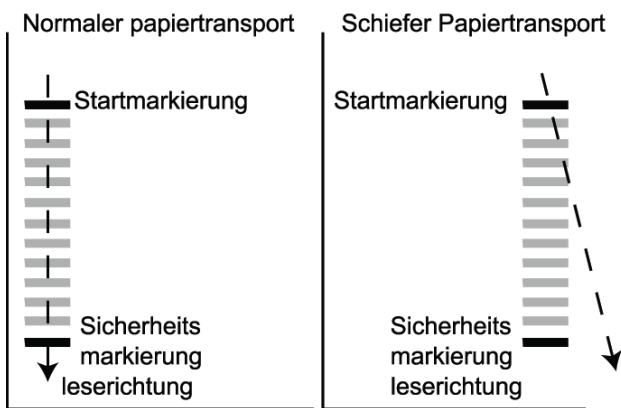 Normaler papiertransport
Startmarkierung
Sicherheits
markierung
leserichtung
Schiefer Papiertransport
Startmarkierung
Sicherheits
markierung
leserichtung